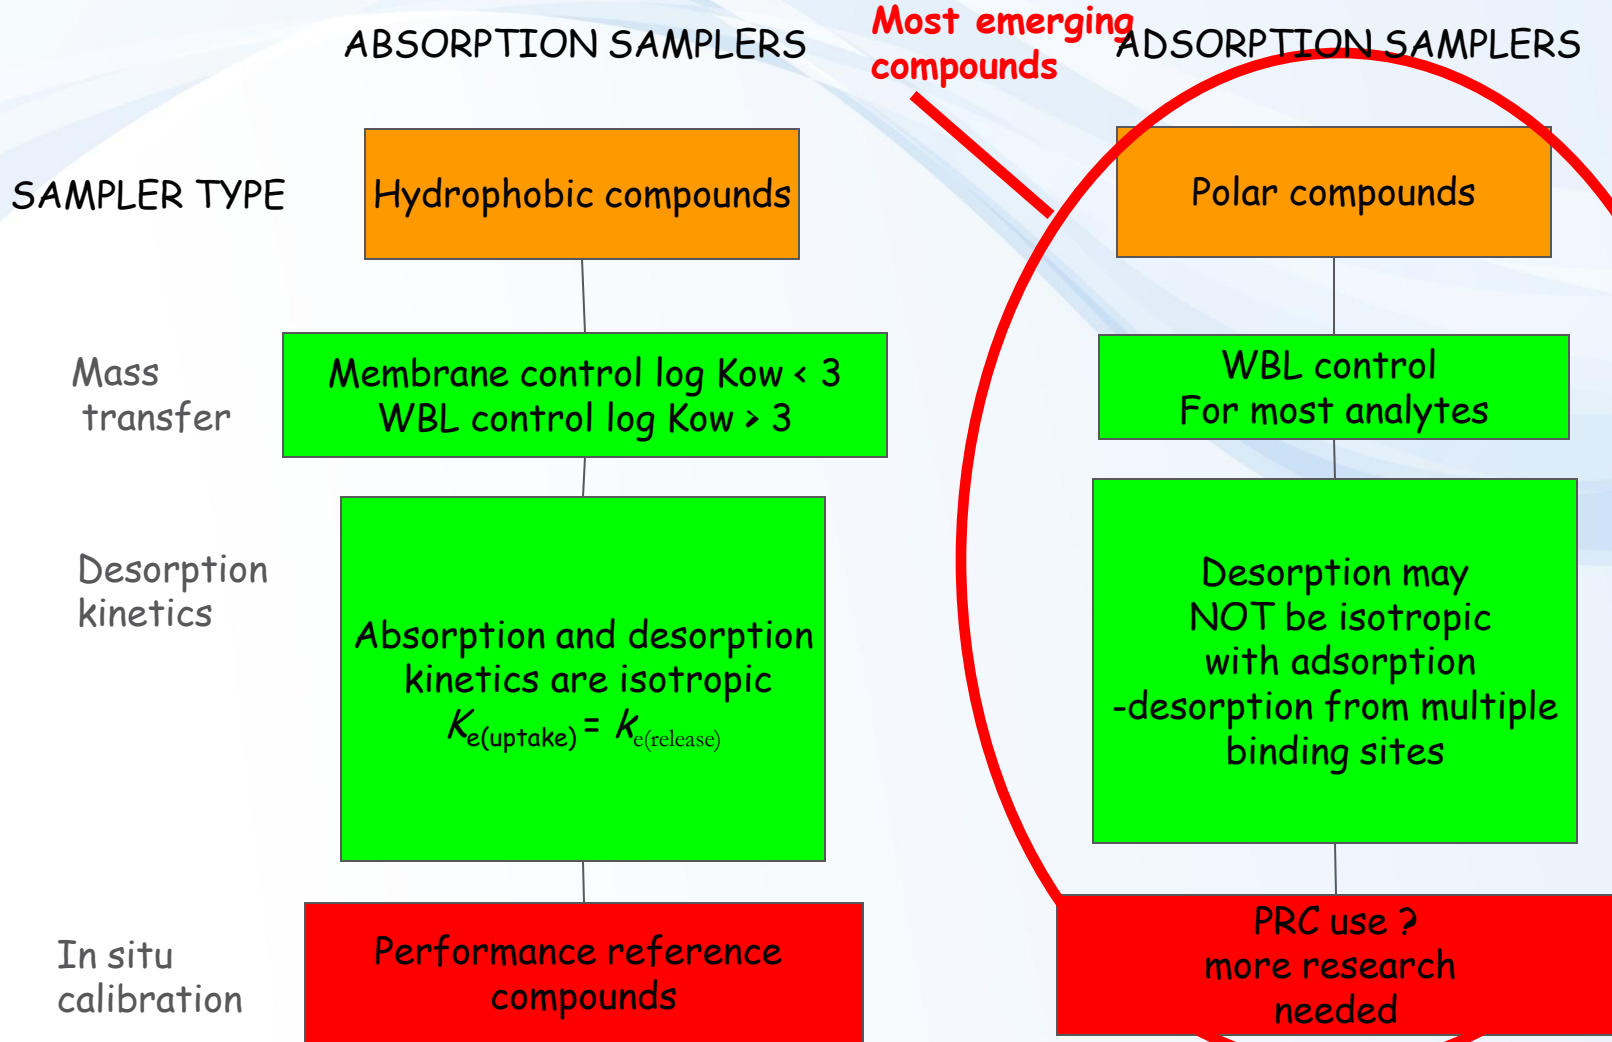 Most emerging
compounds
ABSORPTION SAMPLERS
ADSORPTION SAMPLERS
SAMPLER TYPE
Hydrophobic compounds
Polar compounds
Mass
transfer
Membrane control log Kow < 3
WBL control log Kow > 3
WBL control
For most analytes
Desorption
kinetics
Absorption and desorption
kinetics are isotropic
Ke(uptake) = ke(release)
Desorption may
NOT be isotropic
with adsorption
-desorption from multiple
binding sites
In situ
calibration
Performance reference
compounds
PRC use ?
more research
needed